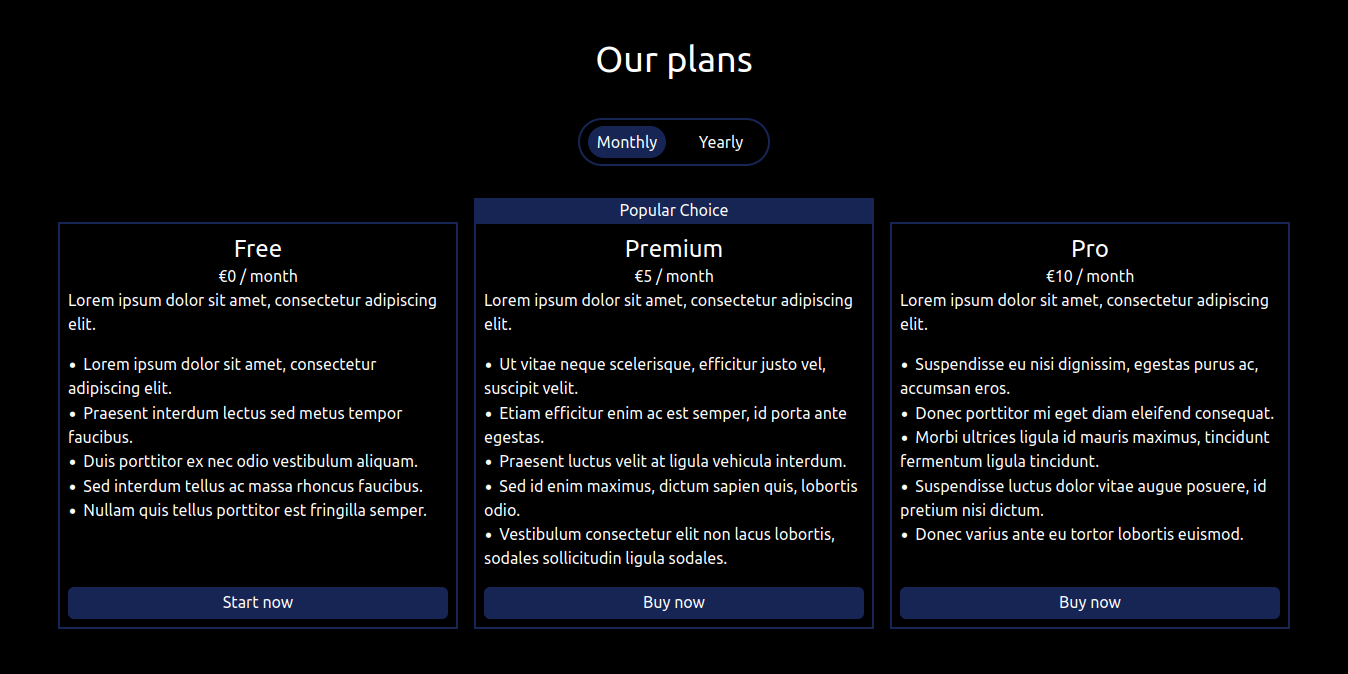 Our plans
Monthly
Yearly
Free
€0 / month
Lorem ipsum dolor sit amet, consectetur adipiscing
elit.
• Lorem ipsum dolor sit amet, consectetur
adipiscing elit.
• Praesent interdum lectus sed metus tempor
faucibus.
• Duis porttitor ex nec odio vestibulum aliquam.
• Sed interdum tellus ac massa rhoncus faucibus.
• Nullam quis tellus porttitor est fringilla semper.
Start now
Popular Choice
Premium
€5 / month
Lorem ipsum dolor sit amet, consectetur adipiscing
elit.
• Ut vitae neque scelerisque, efficitur justo vel,
suscipit velit.
• Etiam efficitur enim ac est semper, id porta ante
egestas.
• Praesent luctus velit at ligula vehicula interdum.
• Sed id enim maximus, dictum sapien quis, lobortis
odio.
• Vestibulum consectetur elit non lacus lobortis,
sodales sollicitudin ligula sodales.
Buy now
Pro
€10 / month
Lorem ipsum dolor sit amet, consectetur adipiscing
elit.
• Suspendisse eu nisi dignissim, egestas purus ac,
accumsan eros.
• Donec porttitor mi eget diam eleifend consequat.
• Morbi ultrices ligula id mauris maximus, tincidunt
fermentum ligula tincidunt.
• Suspendisse luctus dolor vitae augue posuere, id
pretium nisi dictum.
• Donec varius ante eu tortor lobortis euismod.
Buy now